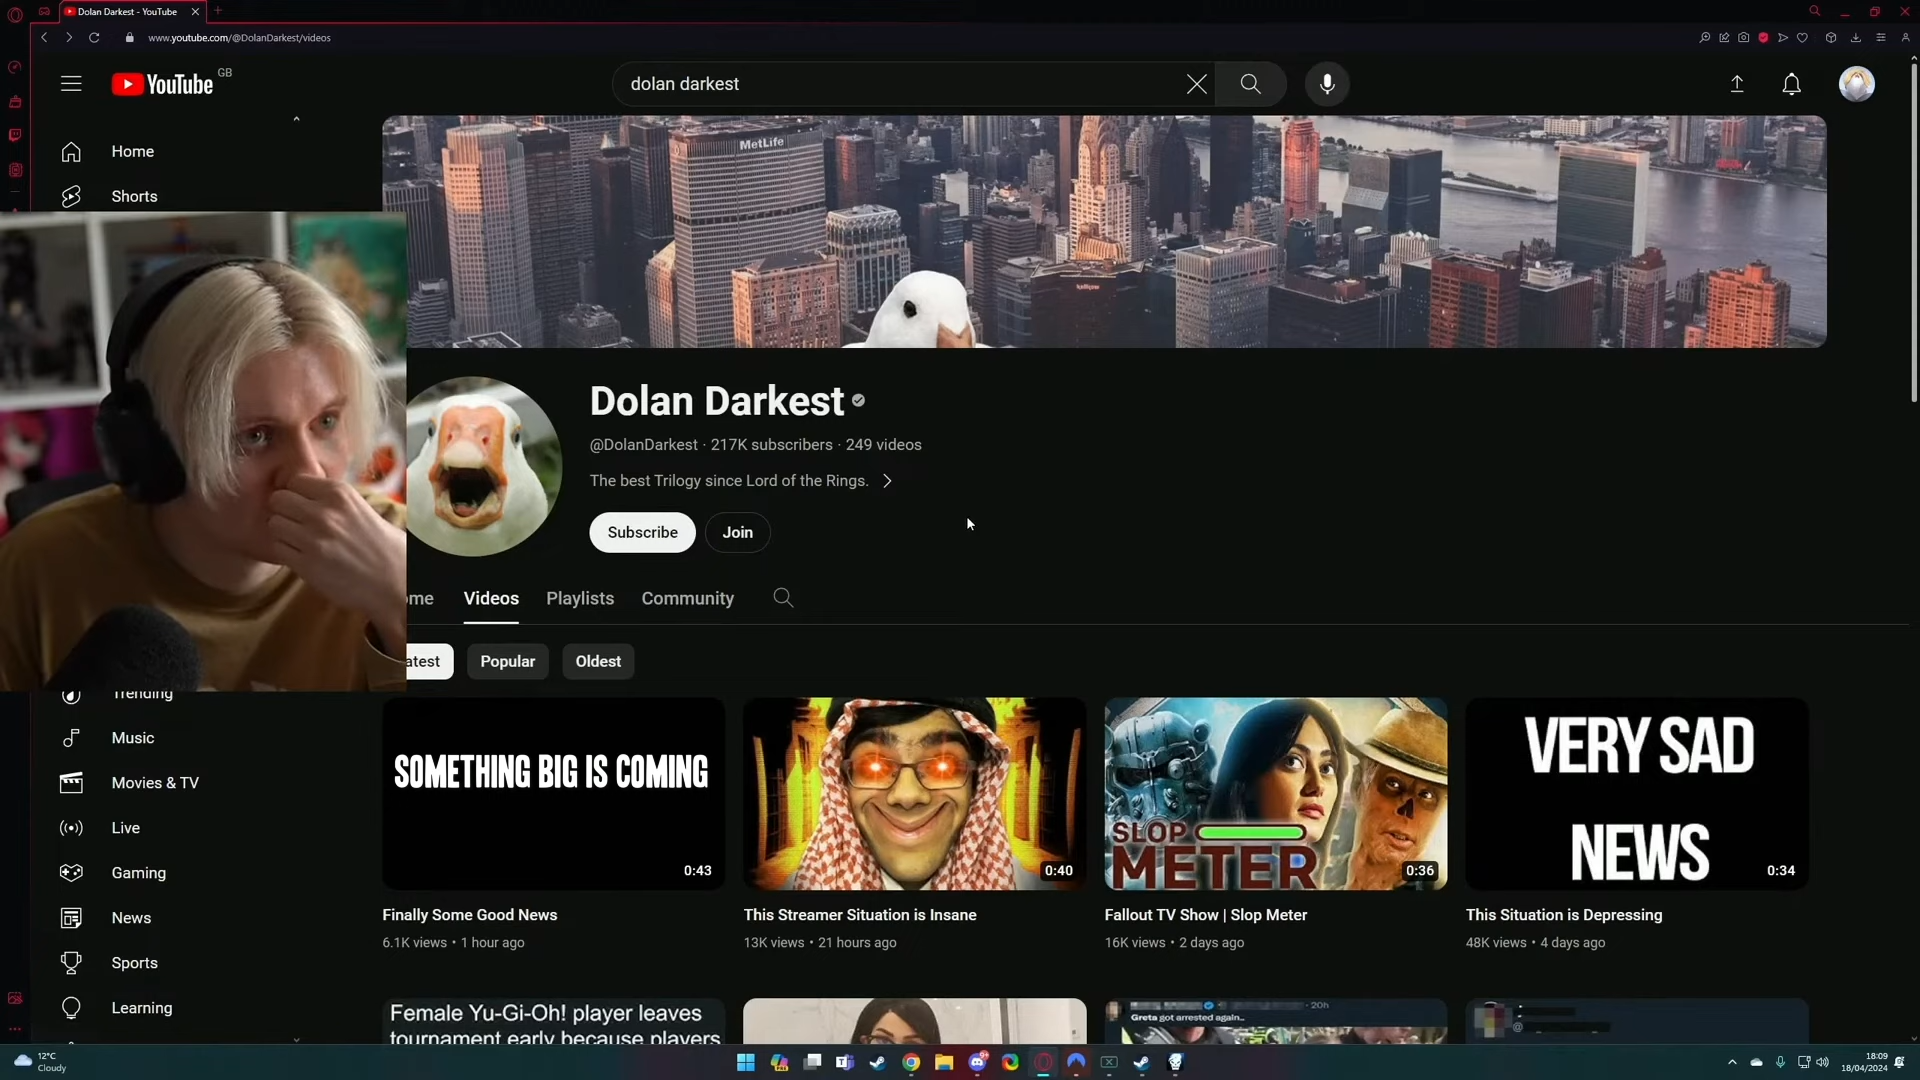 Dolan Darkest - YouTube
www.youtube.com/@DolanDarkest/videos
YouTube GB
dolan darkest
Home
Shorts
MetLife
Dolan Darkest
@DolanDarkest · 217K subscribers · 249 videos
The best Trilogy since Lord of the Rings.
Subscribe
Join
ome
Videos
Playlists
Community
atest
Popular
Oldest
Trending
Music
Movies & TV
Live
Gaming
News
Sports
Learning
SOMETHING BIG IS COMING
0:43
Finally Some Good News
6.1K views • 1 hour ago
0:40
This Streamer Situation is Insane
13K views • 21 hours ago
SLOP
METER
0:36
Fallout TV Show | Slop Meter
16K views • 2 days ago
VERY SAD
NEWS
0:34
This Situation is Depressing
48K views • 4 days ago
Female Yu-Gi-Oh! player leaves
tournament early because players
· 20h
Greta got arrested again...
12°C
Cloudy
18:09
18/04/2024